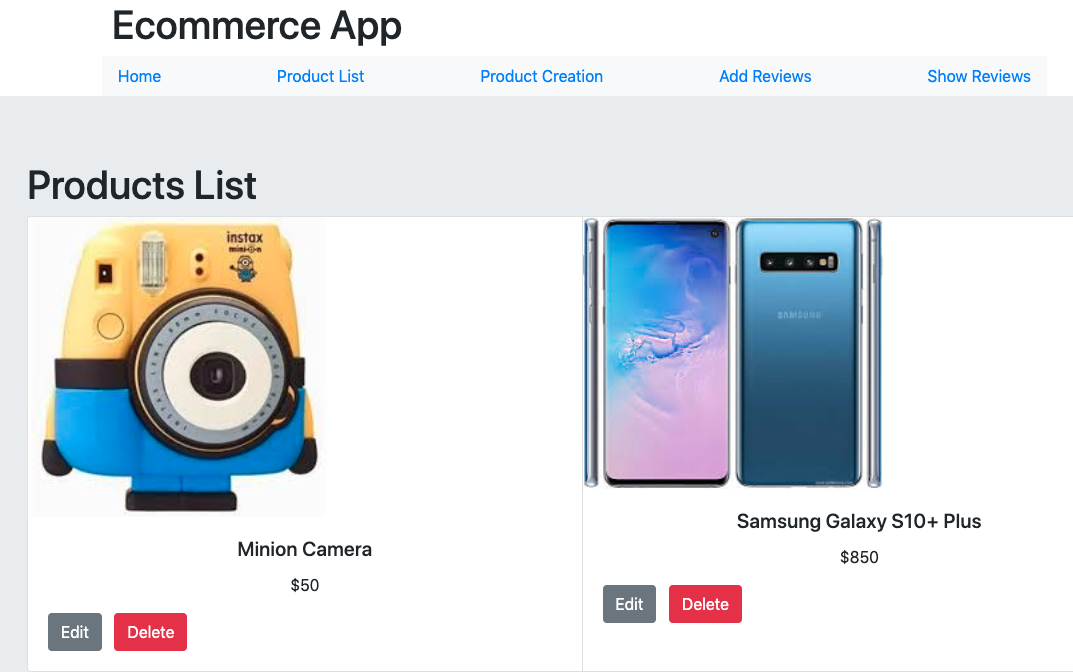 Ecommerce App
Home Product List Product Creation Add Reviews Show Reviews
Products List
instax
mini
SAMSUNG
Minion Camera
$50
Edit Delete
Samsung Galaxy S10+ Plus
$850
Edit Delete